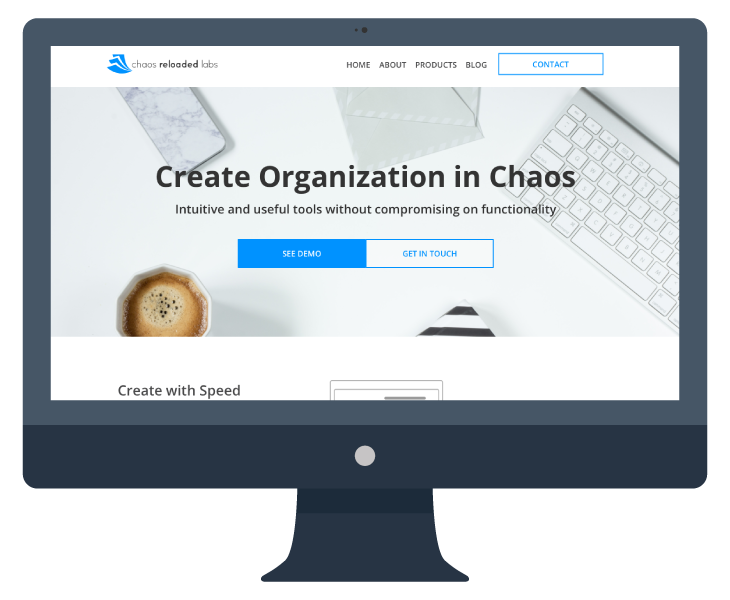 chaos reloaded labs
HOME ABOUT PRODUCTS BLOG CONTACT
Create Organization in Chaos
Intuitive and useful tools without compromising on functionality
SEE DEMO GET IN TOUCH
Create with Speed